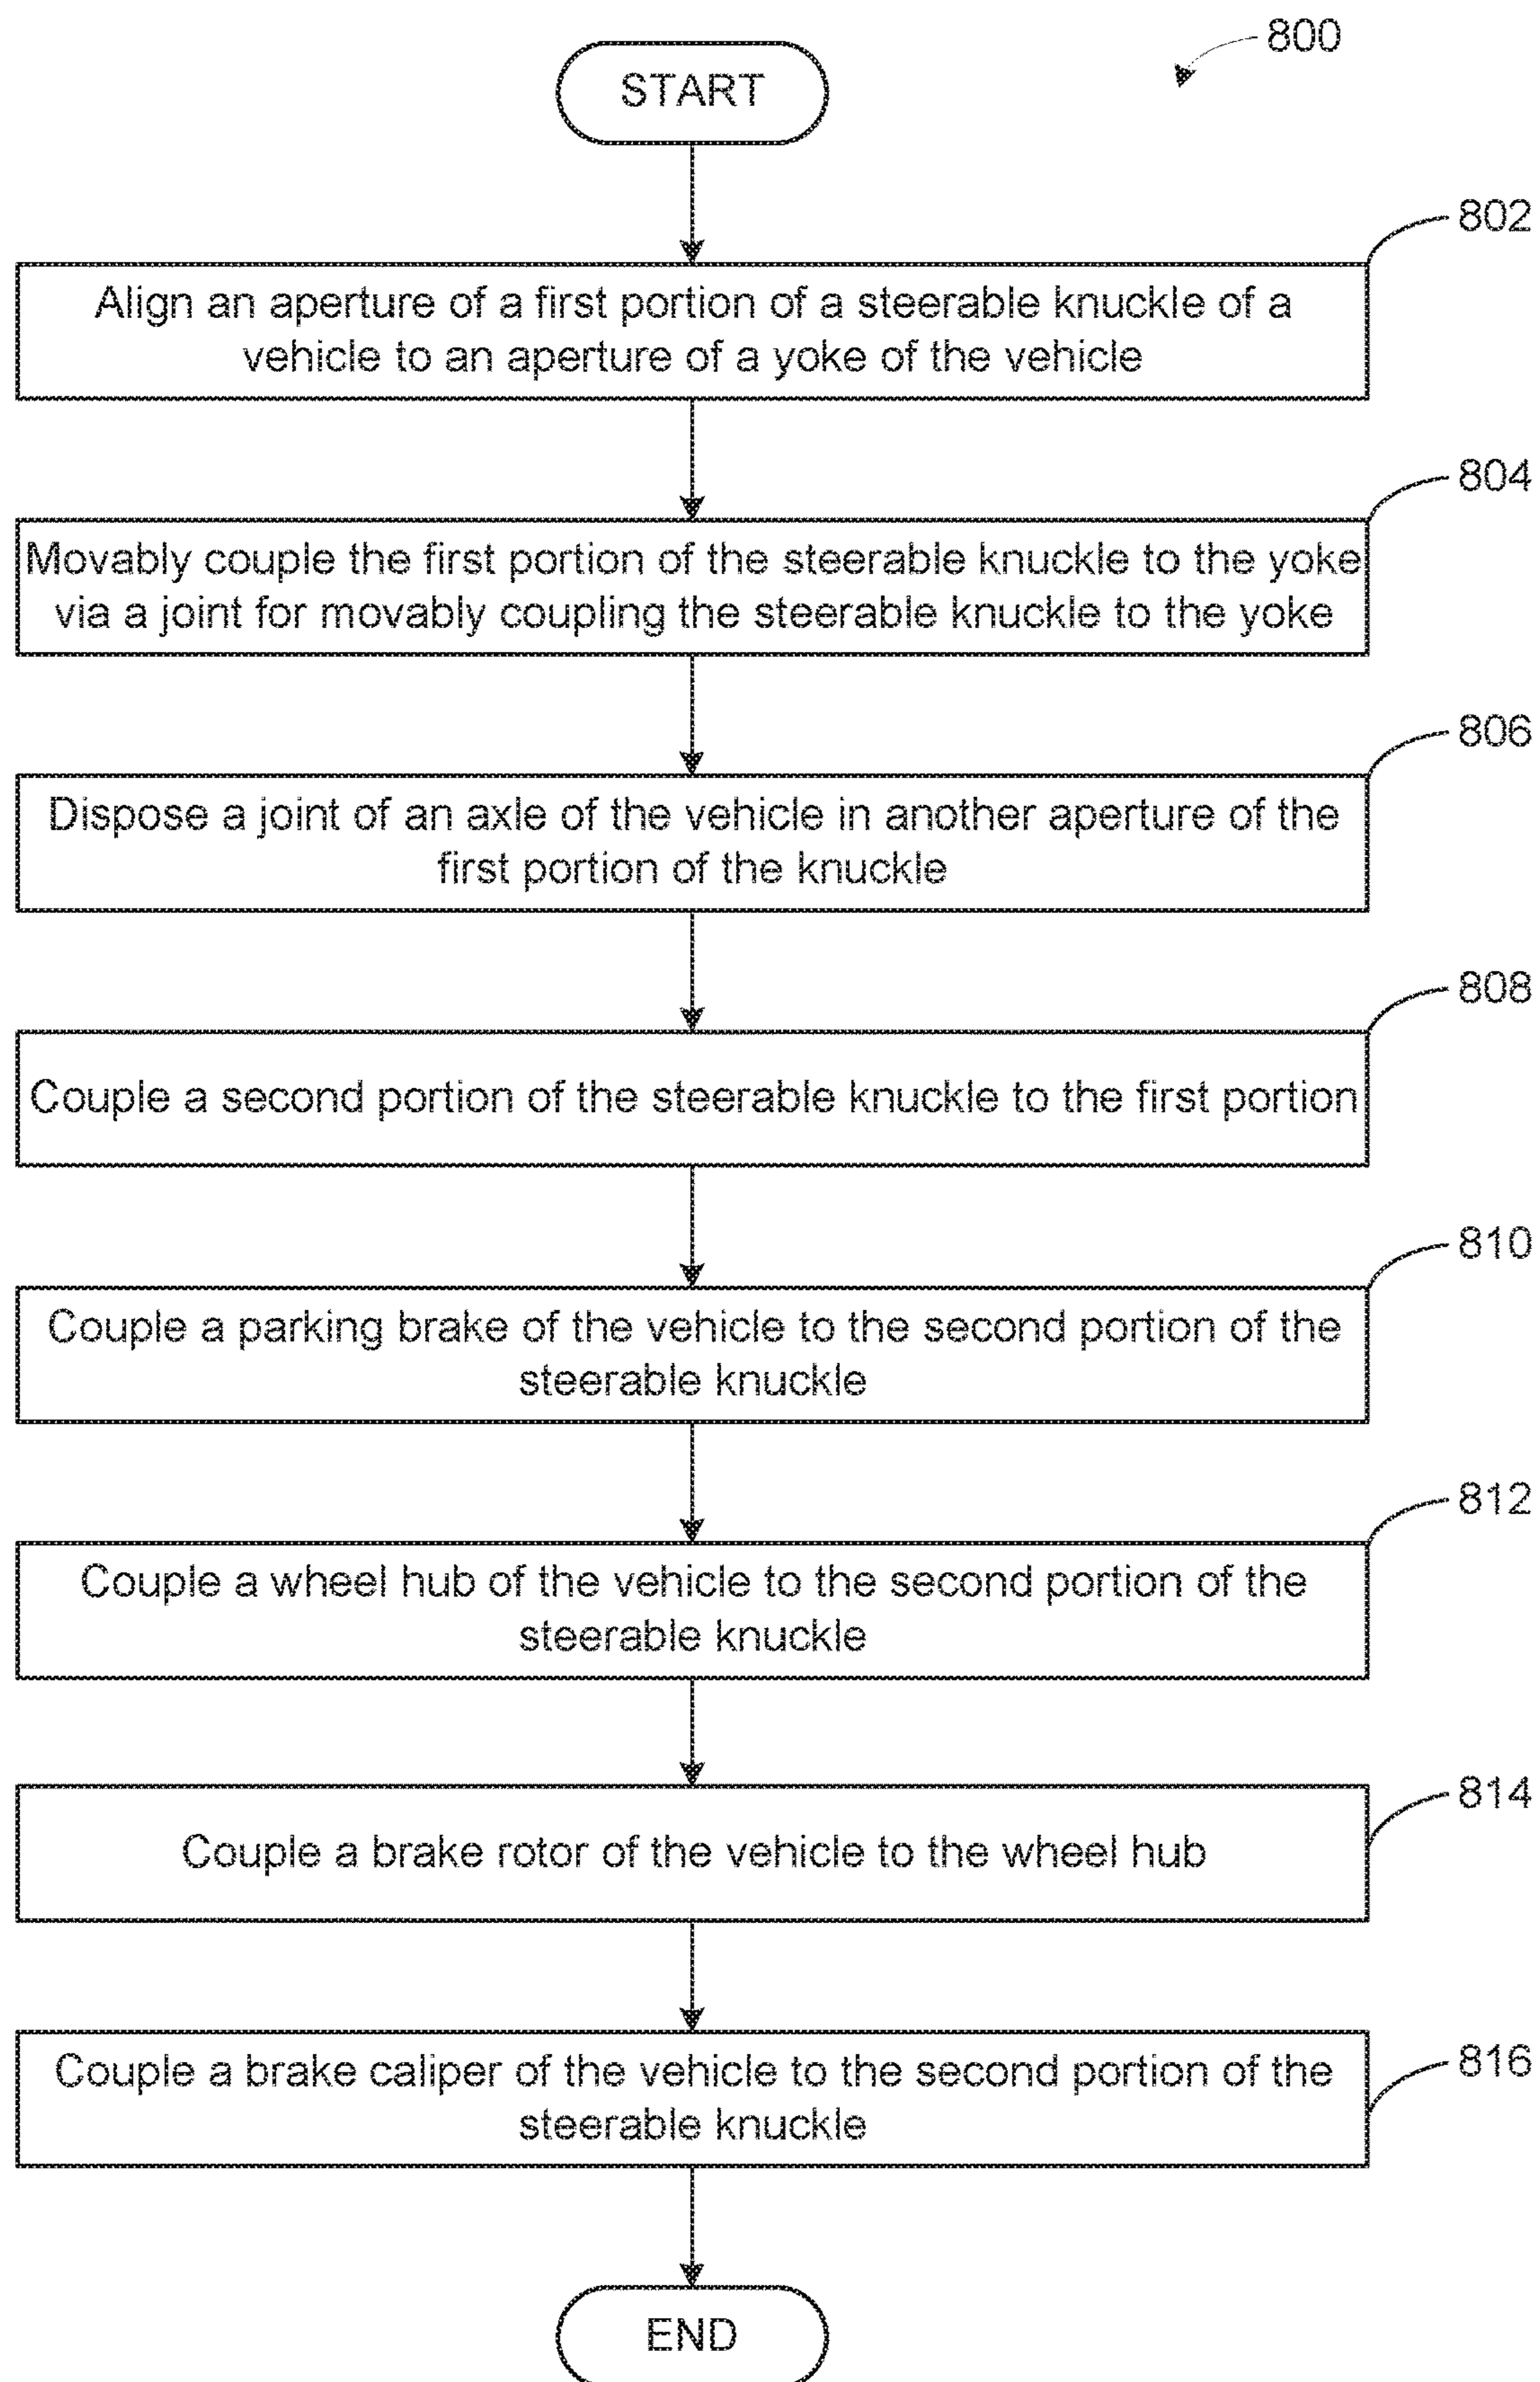 800
START
802
Align an aperture of a first portion of a steerable knuckle of a
vehicle to an aperture of a yoke of the vehicle
804
Movably couple the first portion of the steerable knuckle to the yoke
via a joint for movably coupling the steerable knuckle to the yoke
806
Dispose a joint of an axle of the vehicle in another aperture of the
first portion of the knuckle
808
Couple a second portion of the steerable knuckle to the first portion
810
Couple a parking brake of the vehicle to the second portion of the
steerable knuckle
812
Couple a wheel hub of the vehicle to the second portion of the
steerable knuckle
814
Couple a brake rotor of the vehicle to the wheel hub
816
Couple a brake caliper of the vehicle to the second portion of the
steerable knuckle
END